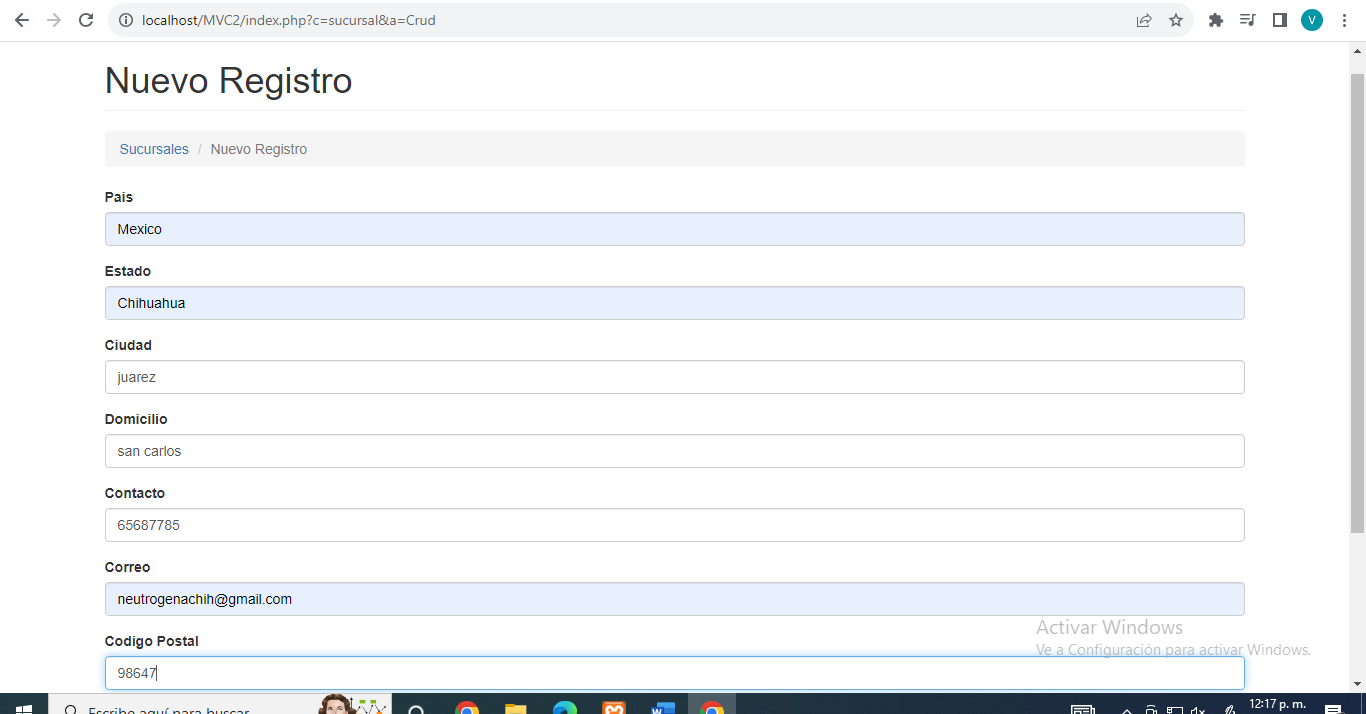 localhost/MVC2/index.php?c=sucursal&a=Crud
V
Nuevo Registro
Sucursales / Nuevo Registro
Pais
Mexico
Estado
Chihuahua
Ciudad
juarez
Domicilio
san carlos
Contacto
65687785
Correo
neutrogenachih@gmail.com
Codigo Postal
98647
Activar Windows
Ve a Configuración para activar Windows.
Escribe aquí para buscar
12:17 p. m.